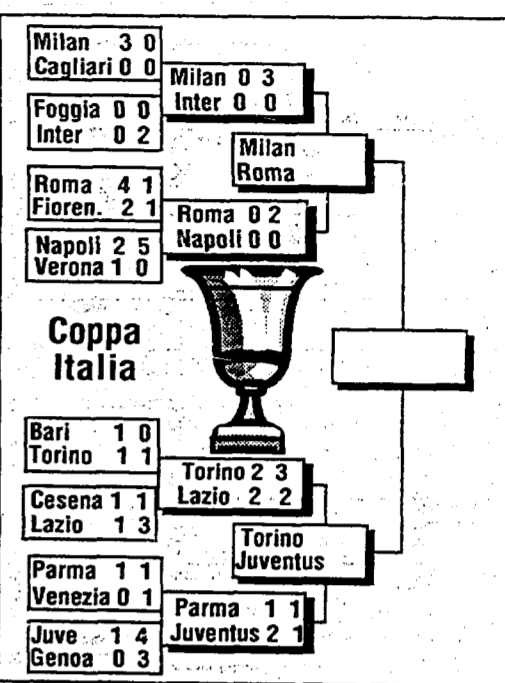 Milan 3 0
Cagliari 0 0
Foggia 0 0
Inter 0 2
Roma 4 1
Fioren. 2 1
Napoli 2 5
Verona 1 0
Milan 0 3
Inter 0 0
Roma 0 2
Napoli 0 0
Milan
Roma
Coppa
Italia
Bari 1 0
Torino 1 1
Cesena 1 1
Lazio 1 3
Parma 1 1
Venezia 0 1
Juve 1 4
Genoa 0 3
Torino 2 3
Lazio 2 2
Parma 1 1
Juventus 2 1
Torino
Juventus